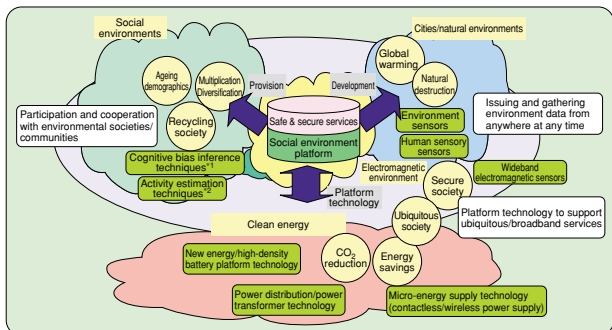 Social
environments
Cities/natural environments
Global
warming
Ageing
demographics
Multiplication
Diversification
Provision
Development
Natural
destruction
Recycling
society
Participation and cooperation
with environmental societies/
communities
Safe & secure services
Social environment
platform
Environment
sensors
Human sensory
sensors
Issuing and gathering
environment data from
anywhere at any time
Cognitive bias inference
techniques*1
Activity estimation
techniques*2
Electromagnetic
environment
Secure
society
Wideband
electromagnetic sensors
Platform
technology
Ubiquitous
society
Platform technology to support
ubiquitous/broadband services
Clean energy
New energy/high-density
battery platform technology
CO2
reduction
Energy
savings
Power distribution/power
transformer technology
Micro-energy supply technology
(contactless/wireless power supply)